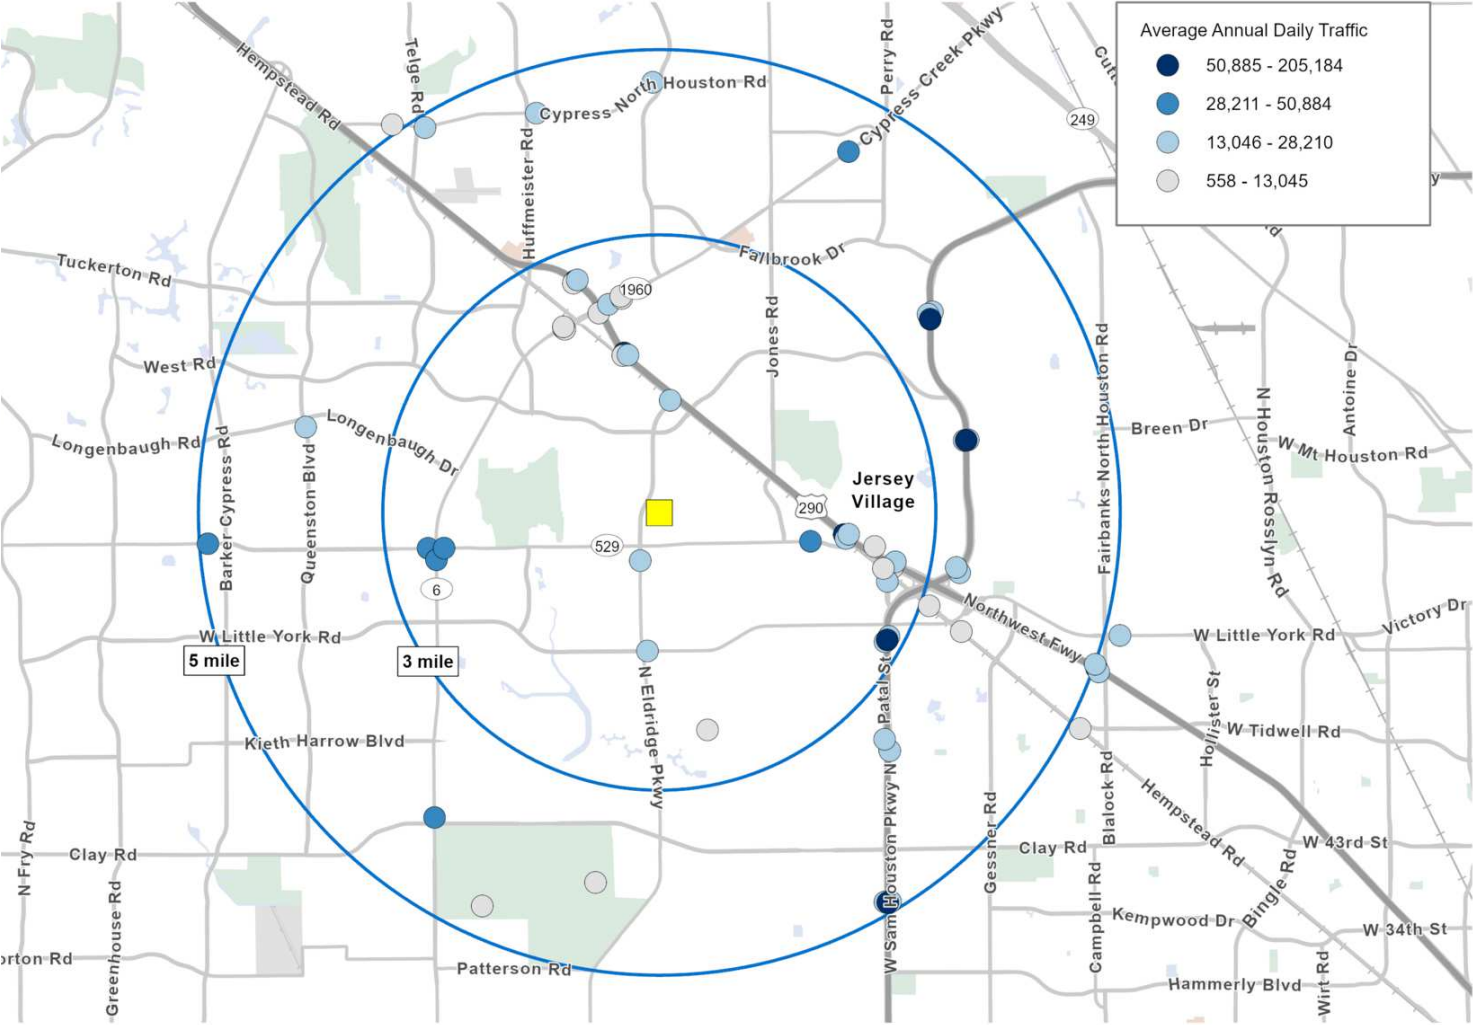 Average Annual Daily Traffic
50,885 - 205,184
28,211 - 50,884
13,046 - 28,210
558 - 13,045
Hempstead Rd
Telge Rd
Perry Rd
Cypress Creek Pkwy
249
Cypress North Houston Rd
Huffmeister Rd
Fallbrook Dr
Tuckerton Rd
1960
Jones Rd
West Rd
Longenbaugh Rd
Longenbaugh Dr
Barker Cypress Rd
Queenston Blvd
Fairbanks North Houston Rd
Breen Dr
N Houston Rosslyn Rd
Antoine Dr
W Mt Houston Rd
Jersey
Village
290
529
6
W Little York Rd
5 mile
3 mile
Northwest Fwy
W Little York Rd
Victory Dr
N Eldridge Pkwy
Patal St
Hollister St
W Tidwell Rd
Kieth Harrow Blvd
W Sam Houston Pkwy N
Gessner Rd
Blalock Rd
Hempstead Rd
N Fry Rd
Clay Rd
Clay Rd
W 43rd St
Greenhouse Rd
Campbell Rd
Kempwood Dr
Bingle Rd
W 34th St
orton Rd
Patterson Rd
Hammerly Blvd
Wirt Rd